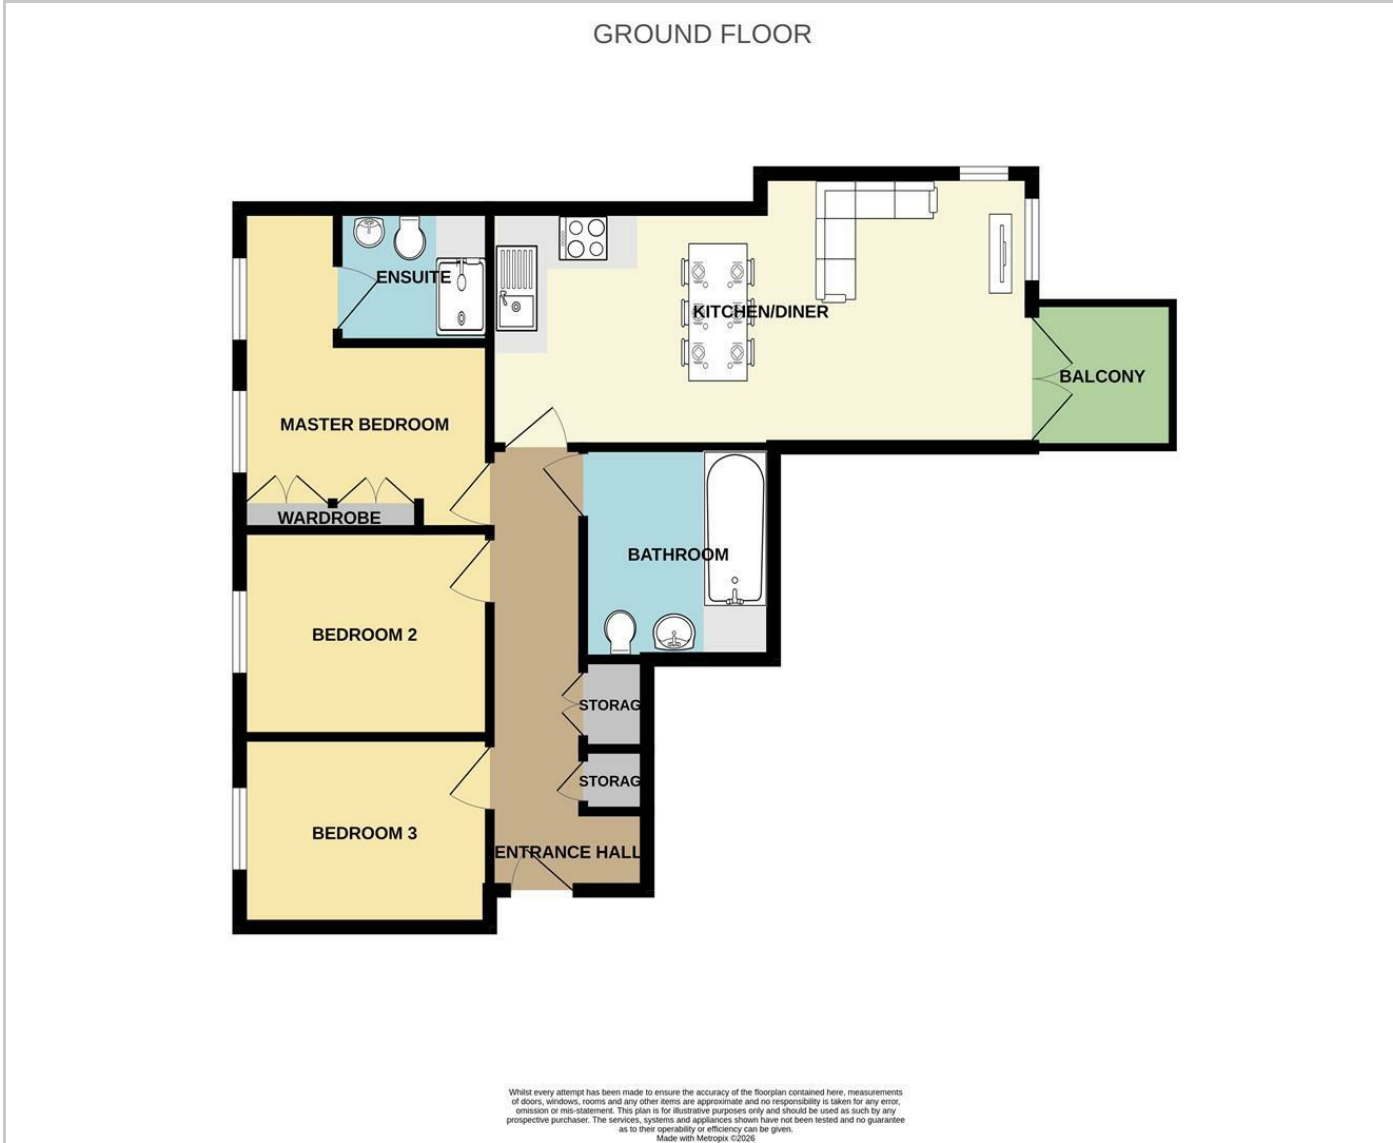 GROUND FLOOR
ENSUITE
KITCHEN/DINER
BALCONY
MASTER BEDROOM
WARDROBE
BATHROOM
BEDROOM 2
STORAG
STORAG
BEDROOM 3
ENTRANCE HALL
Whilst every attempt has been made to ensure the accuracy of the floorplan contained here, measurements
of doors, windows, rooms and any other items are approximate and no responsibility is taken for any error,
omission or mis-statement. This plan is for illustrative purposes only and should be used as such by any
prospective purchaser. The services, systems and appliances shown have not been tested and no guarantee
as to their operability or efficiency can be given.
Made with Metropix ©2026